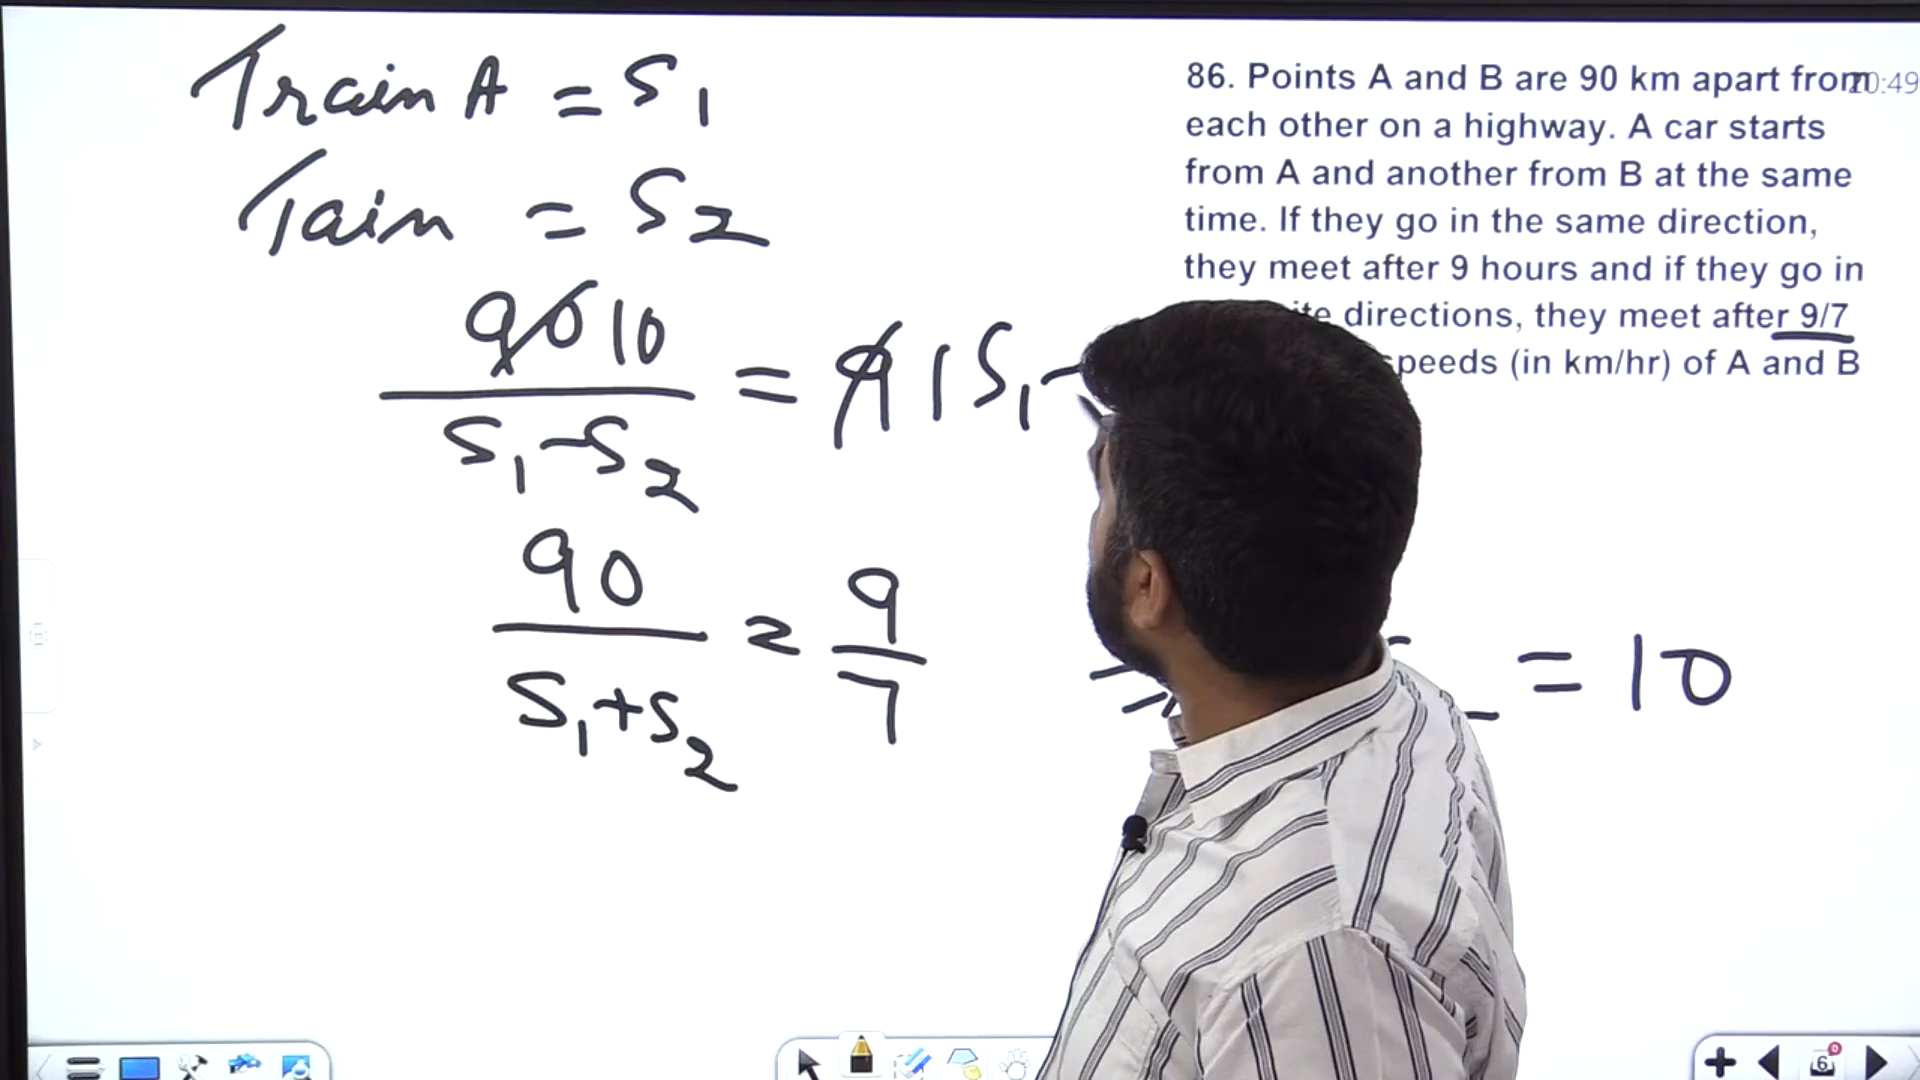 Train A = S1
Tain = S2
90 10
S1-S2
= 9 1 S1 -
90
S1+S2
= 9
7
= 10
86. Points A and B are 90 km apart from
20:49
each other on a highway. A car starts
from A and another from B at the same
time. If they go in the same direction,
they meet after 9 hours and if they go in
directions, they meet after 9/7
(in km/hr) of A and B
6
0